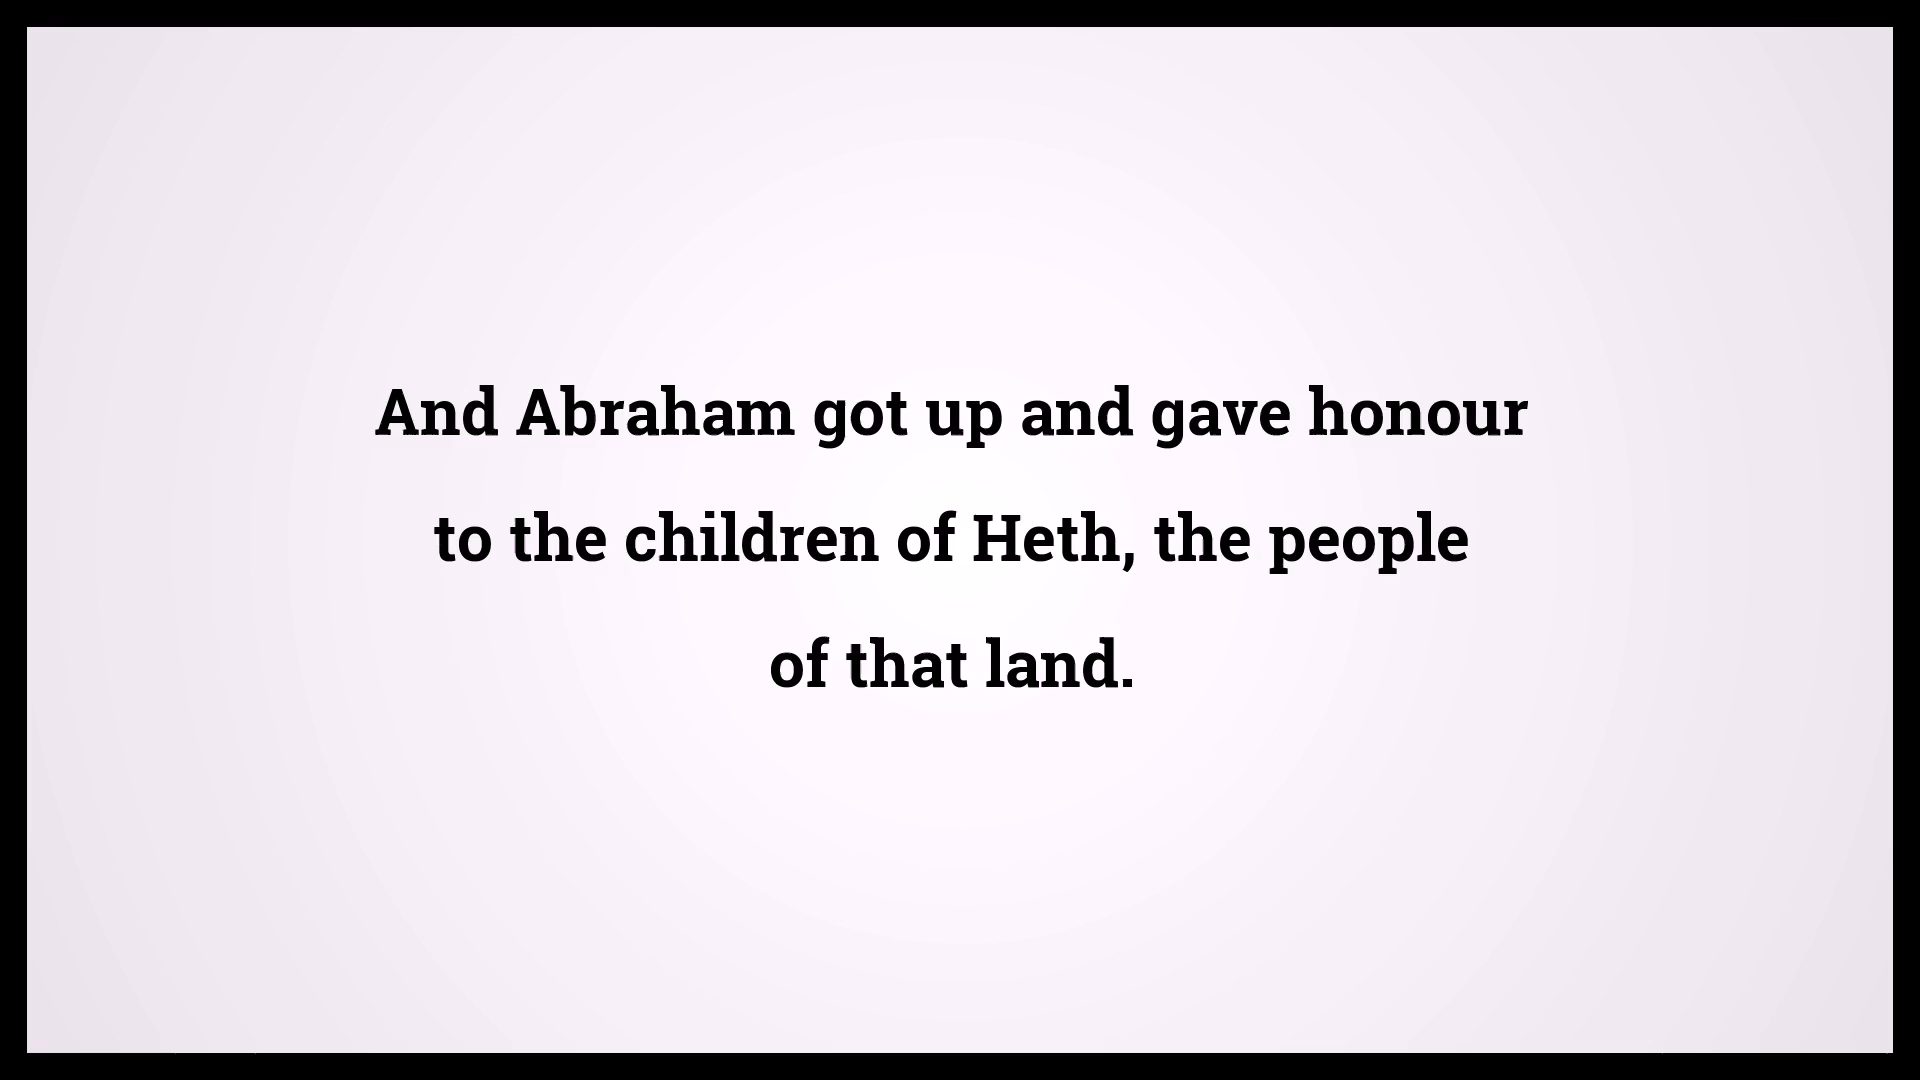 And Abraham got up and gave honour
to the children of Heth, the people
of that land.